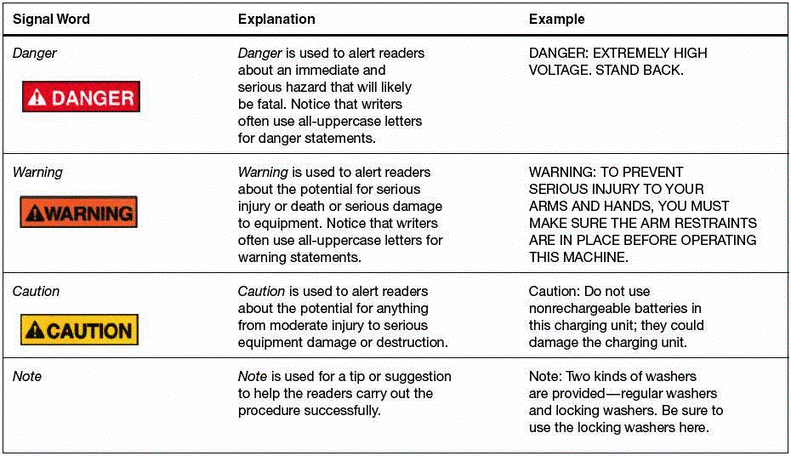 Signal Word Explanation Example
Danger
DANGER
Danger is used to alert readers
about an immediate and
serious hazard that will likely
be fatal. Notice that writers
often use all-uppercase letters
for danger statements.
DANGER: EXTREMELY HIGH
VOLTAGE. STAND BACK.
Warning
WARNING
Warning is used to alert readers
about the potential for serious
injury or death or serious damage
to equipment. Notice that writers
often use all-uppercase letters for
warning statements.
WARNING: TO PREVENT
SERIOUS INJURY TO YOUR
ARMS AND HANDS, YOU MUST
MAKE SURE THE ARM RESTRAINTS
ARE IN PLACE BEFORE OPERATING
THIS MACHINE.
Caution
CAUTION
Caution is used to alert readers
about the potential for anything
from moderate injury to serious
equipment damage or destruction.
Caution: Do not use
nonrechargeable batteries in
this charging unit; they could
damage the charging unit.
Note
Note is used for a tip or suggestion
to help the readers carry out the
procedure successfully.
Note: Two kinds of washers
are provided—regular washers
and locking washers. Be sure to
use the locking washers here.